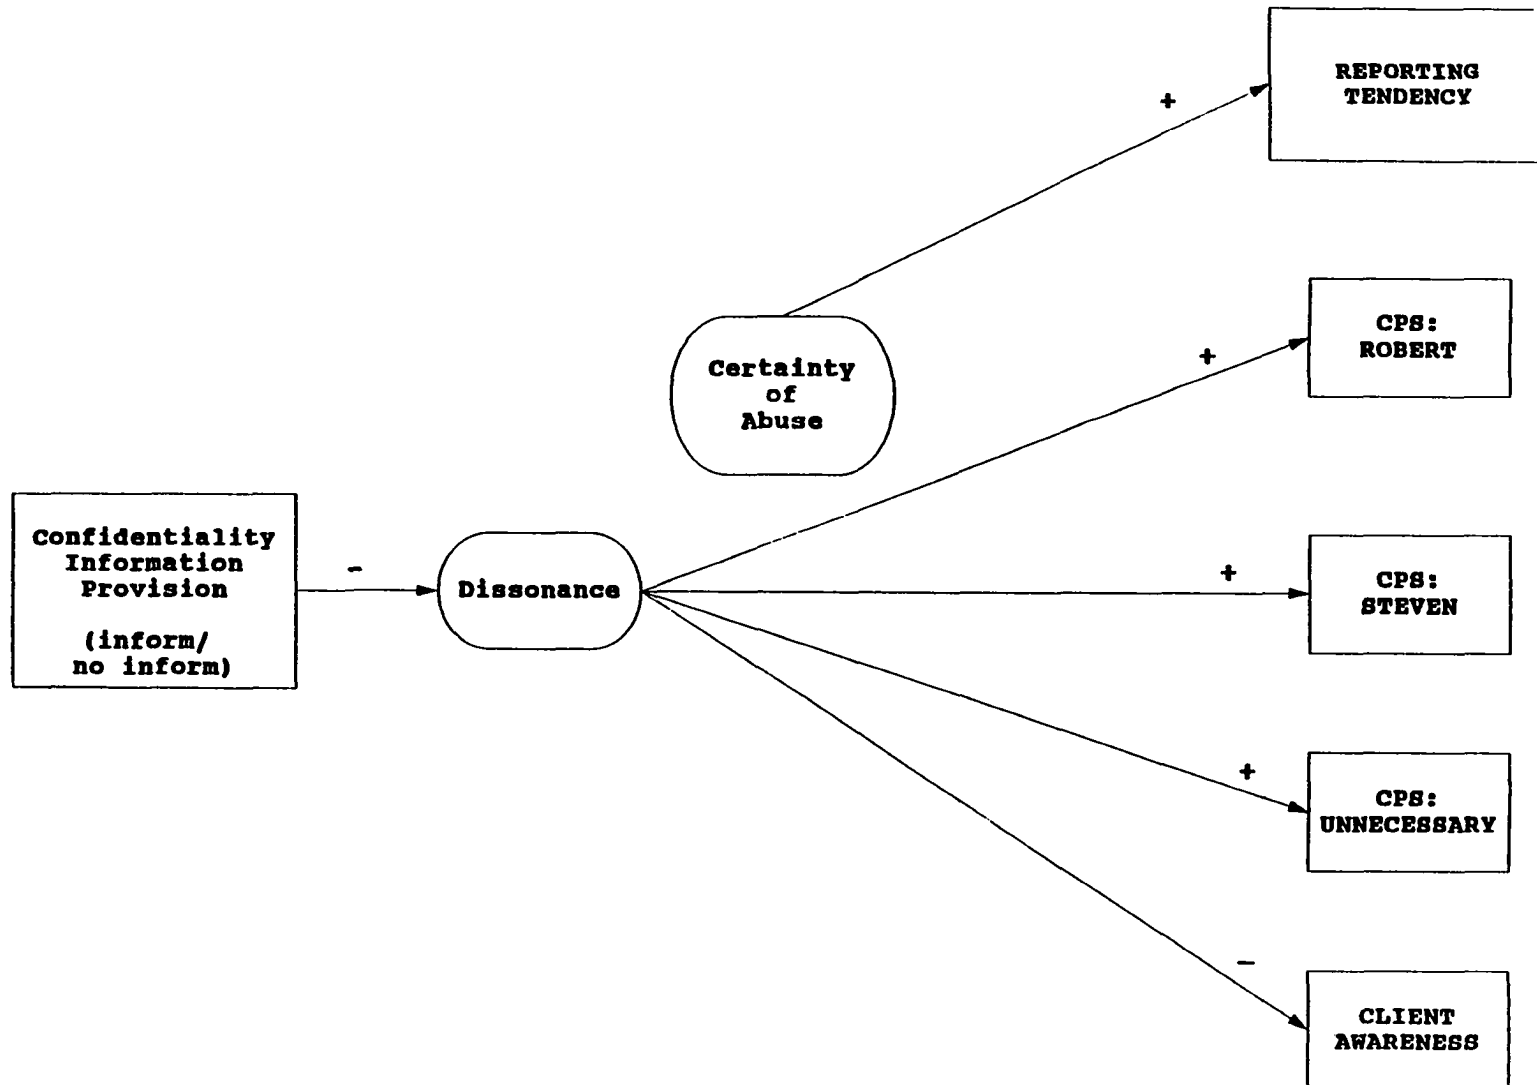 REPORTING
TENDENCY
+
CPS:
ROBERT
+
Certainty
of
Abuse
Confidentiality
Information
Provision
(inform/
no inform)
-
Dissonance
+
CPS:
STEVEN
+
CPS:
UNNECESSARY
-
CLIENT
AWARENESS